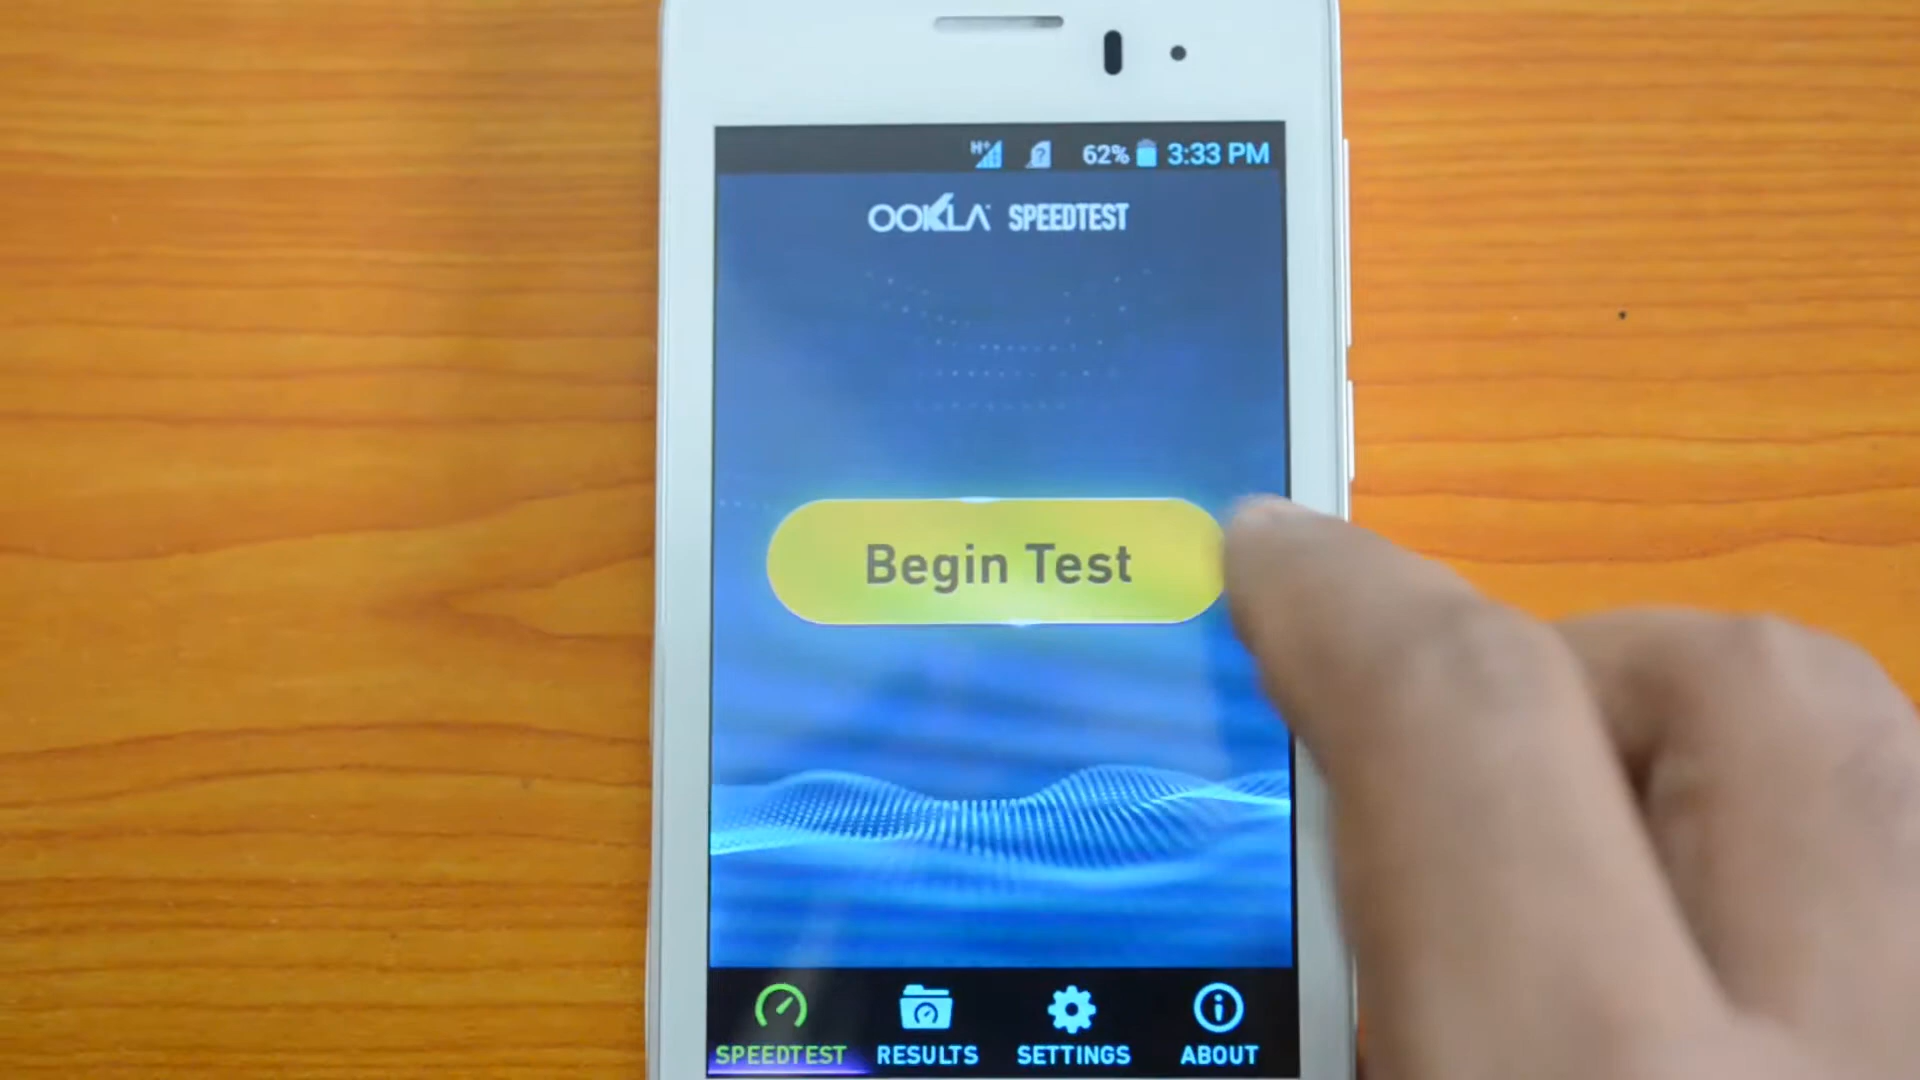 H+ ? 62% 3:33 PM
OOKLA SPEEDTEST
Begin Test
SPEEDTEST RESULTS SETTINGS ABOUT